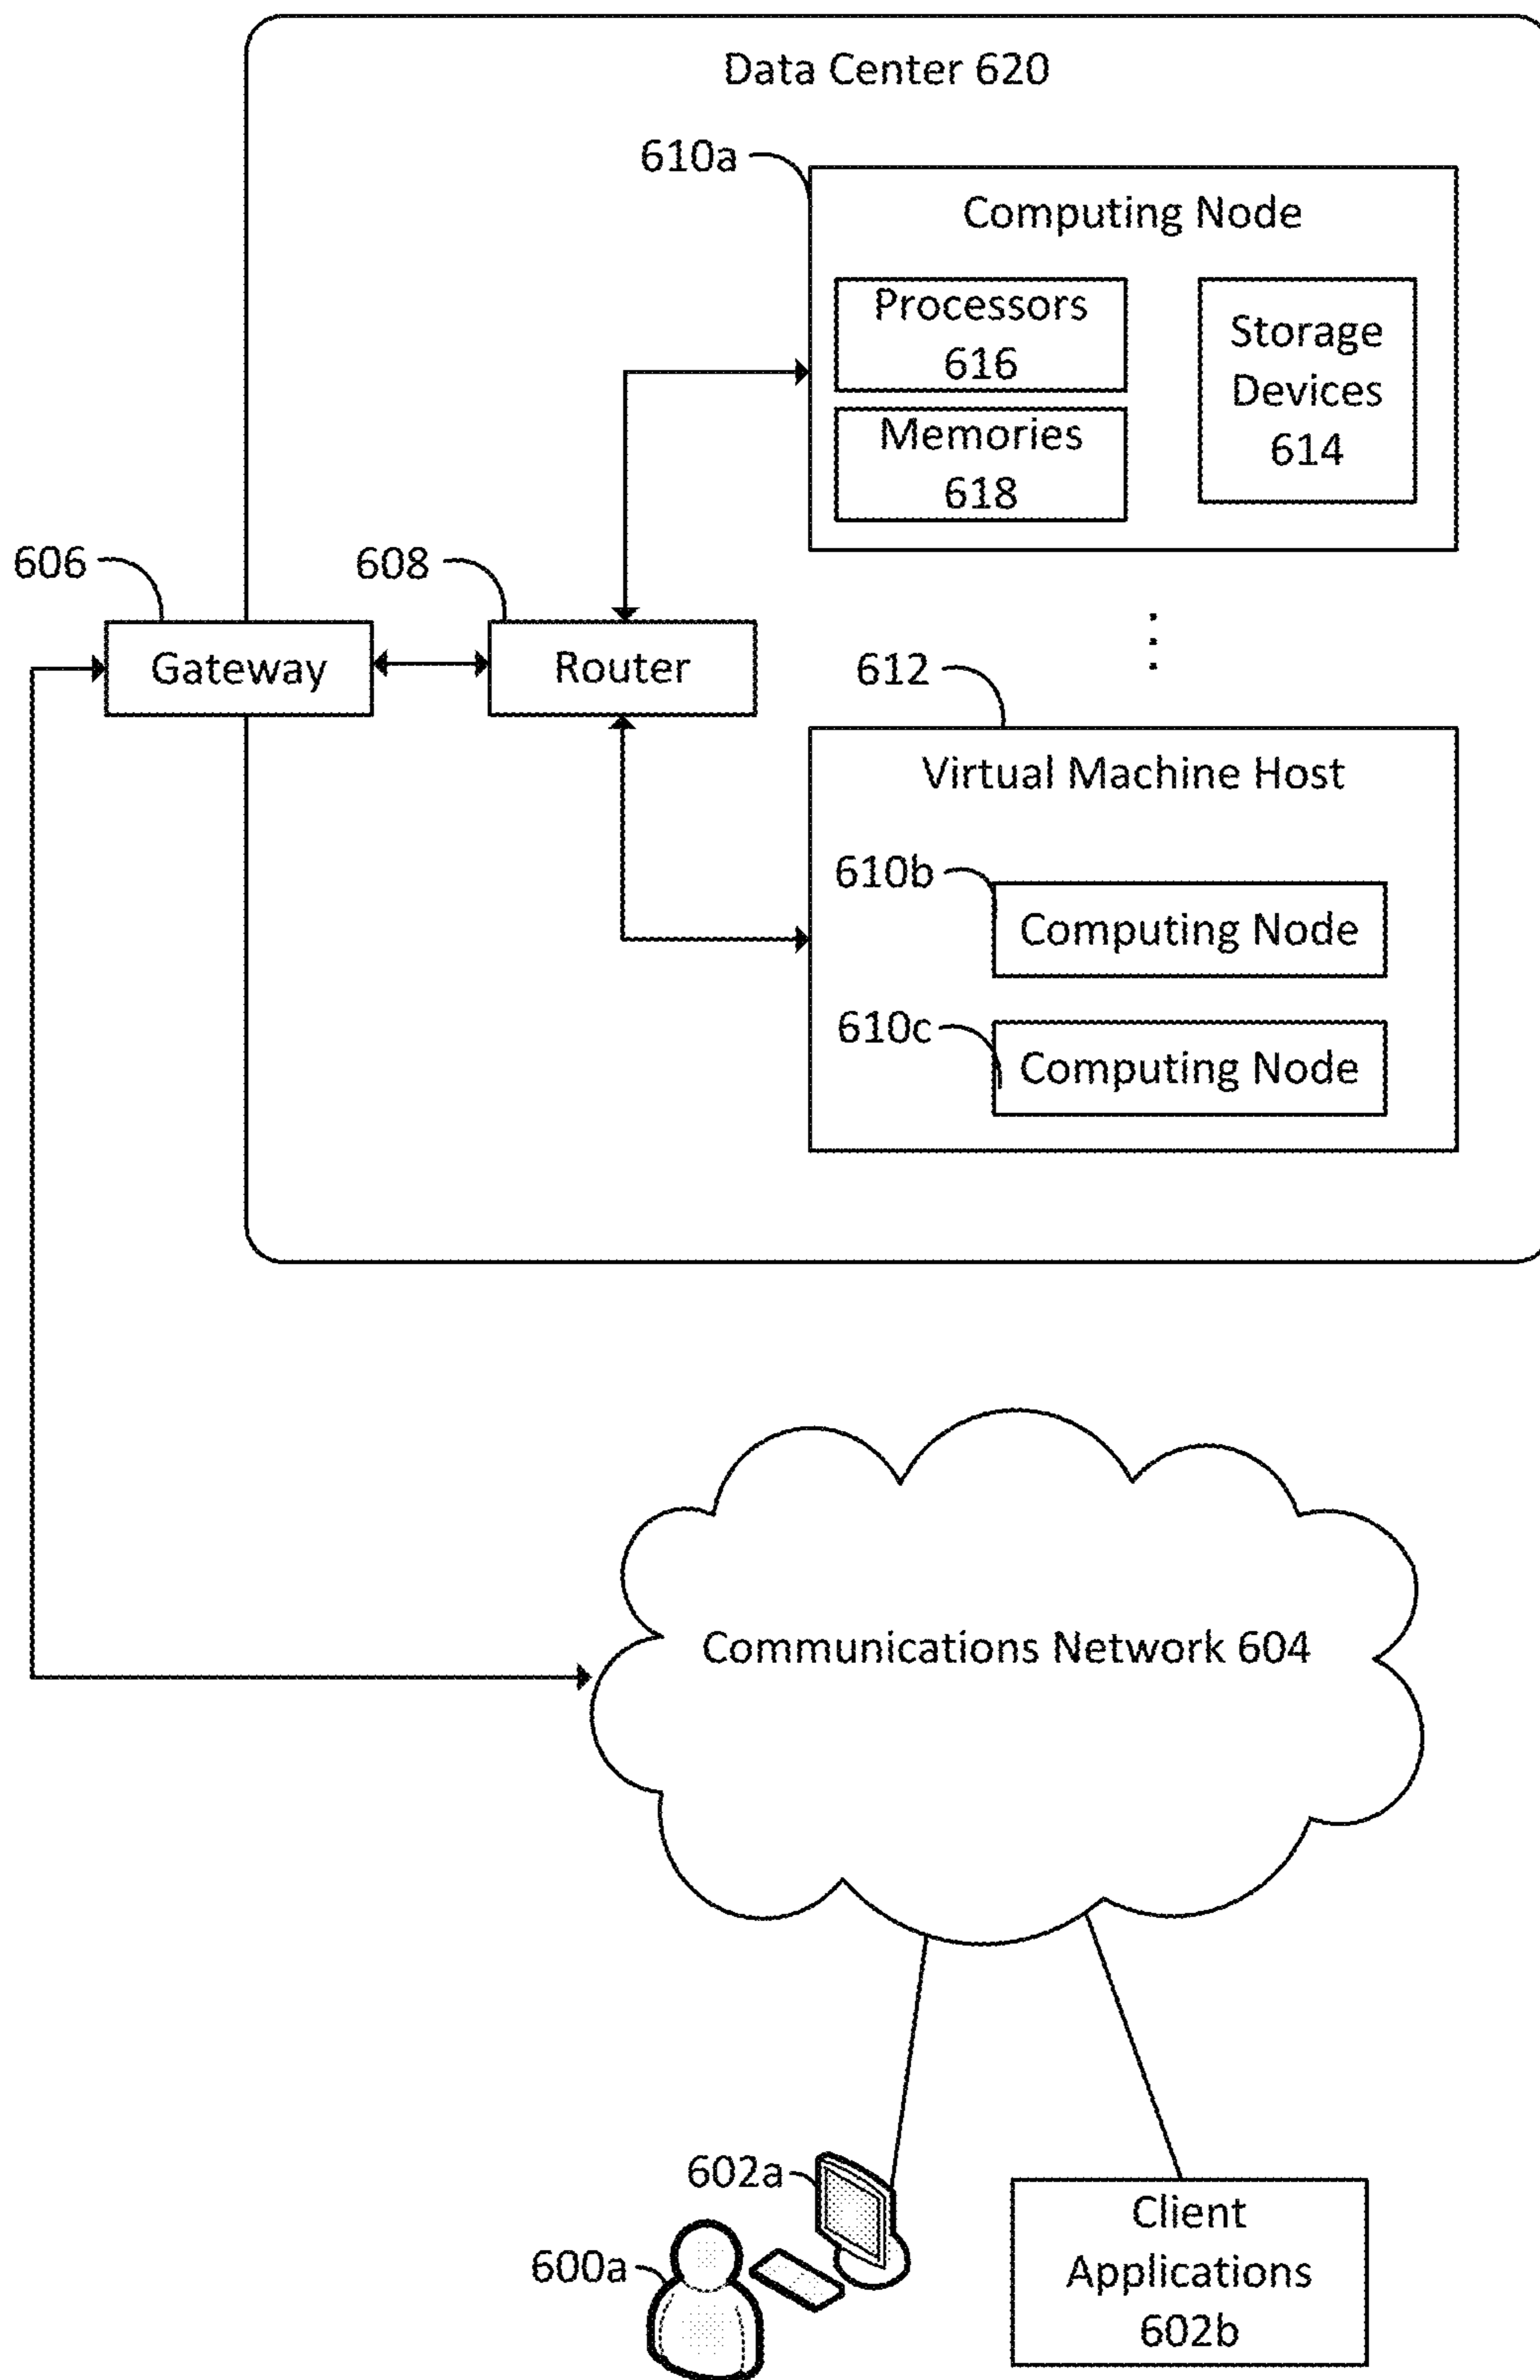 Data Center 620
610a
Computing Node
Processors
616
Memories
618
Storage
Devices
614
606
608
Gateway
Router
612
Virtual Machine Host
610b
Computing Node
610c
Computing Node
Communications Network 604
602a
600a
Client
Applications
602b